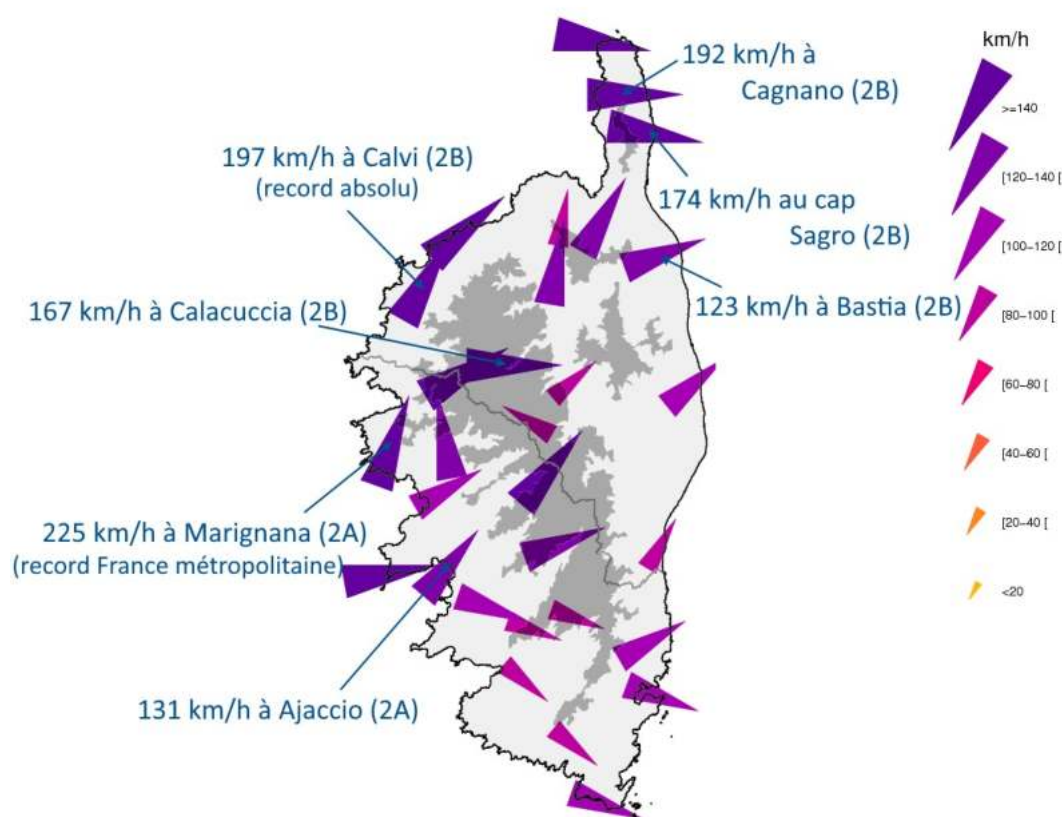 192 km/h à
Cagnano (2B)
197 km/h à Calvi (2B)
(record absolu)
174 km/h au cap
Sagro (2B)
167 km/h à Calacuccia (2B)
123 km/h à Bastia (2B)
225 km/h à Marignana (2A)
(record France métropolitaine)
131 km/h à Ajaccio (2A)
km/h
>=140
[120–140 [
[100–120 [
[80–100 [
[60–80 [
[40–60 [
[20–40 [
<20